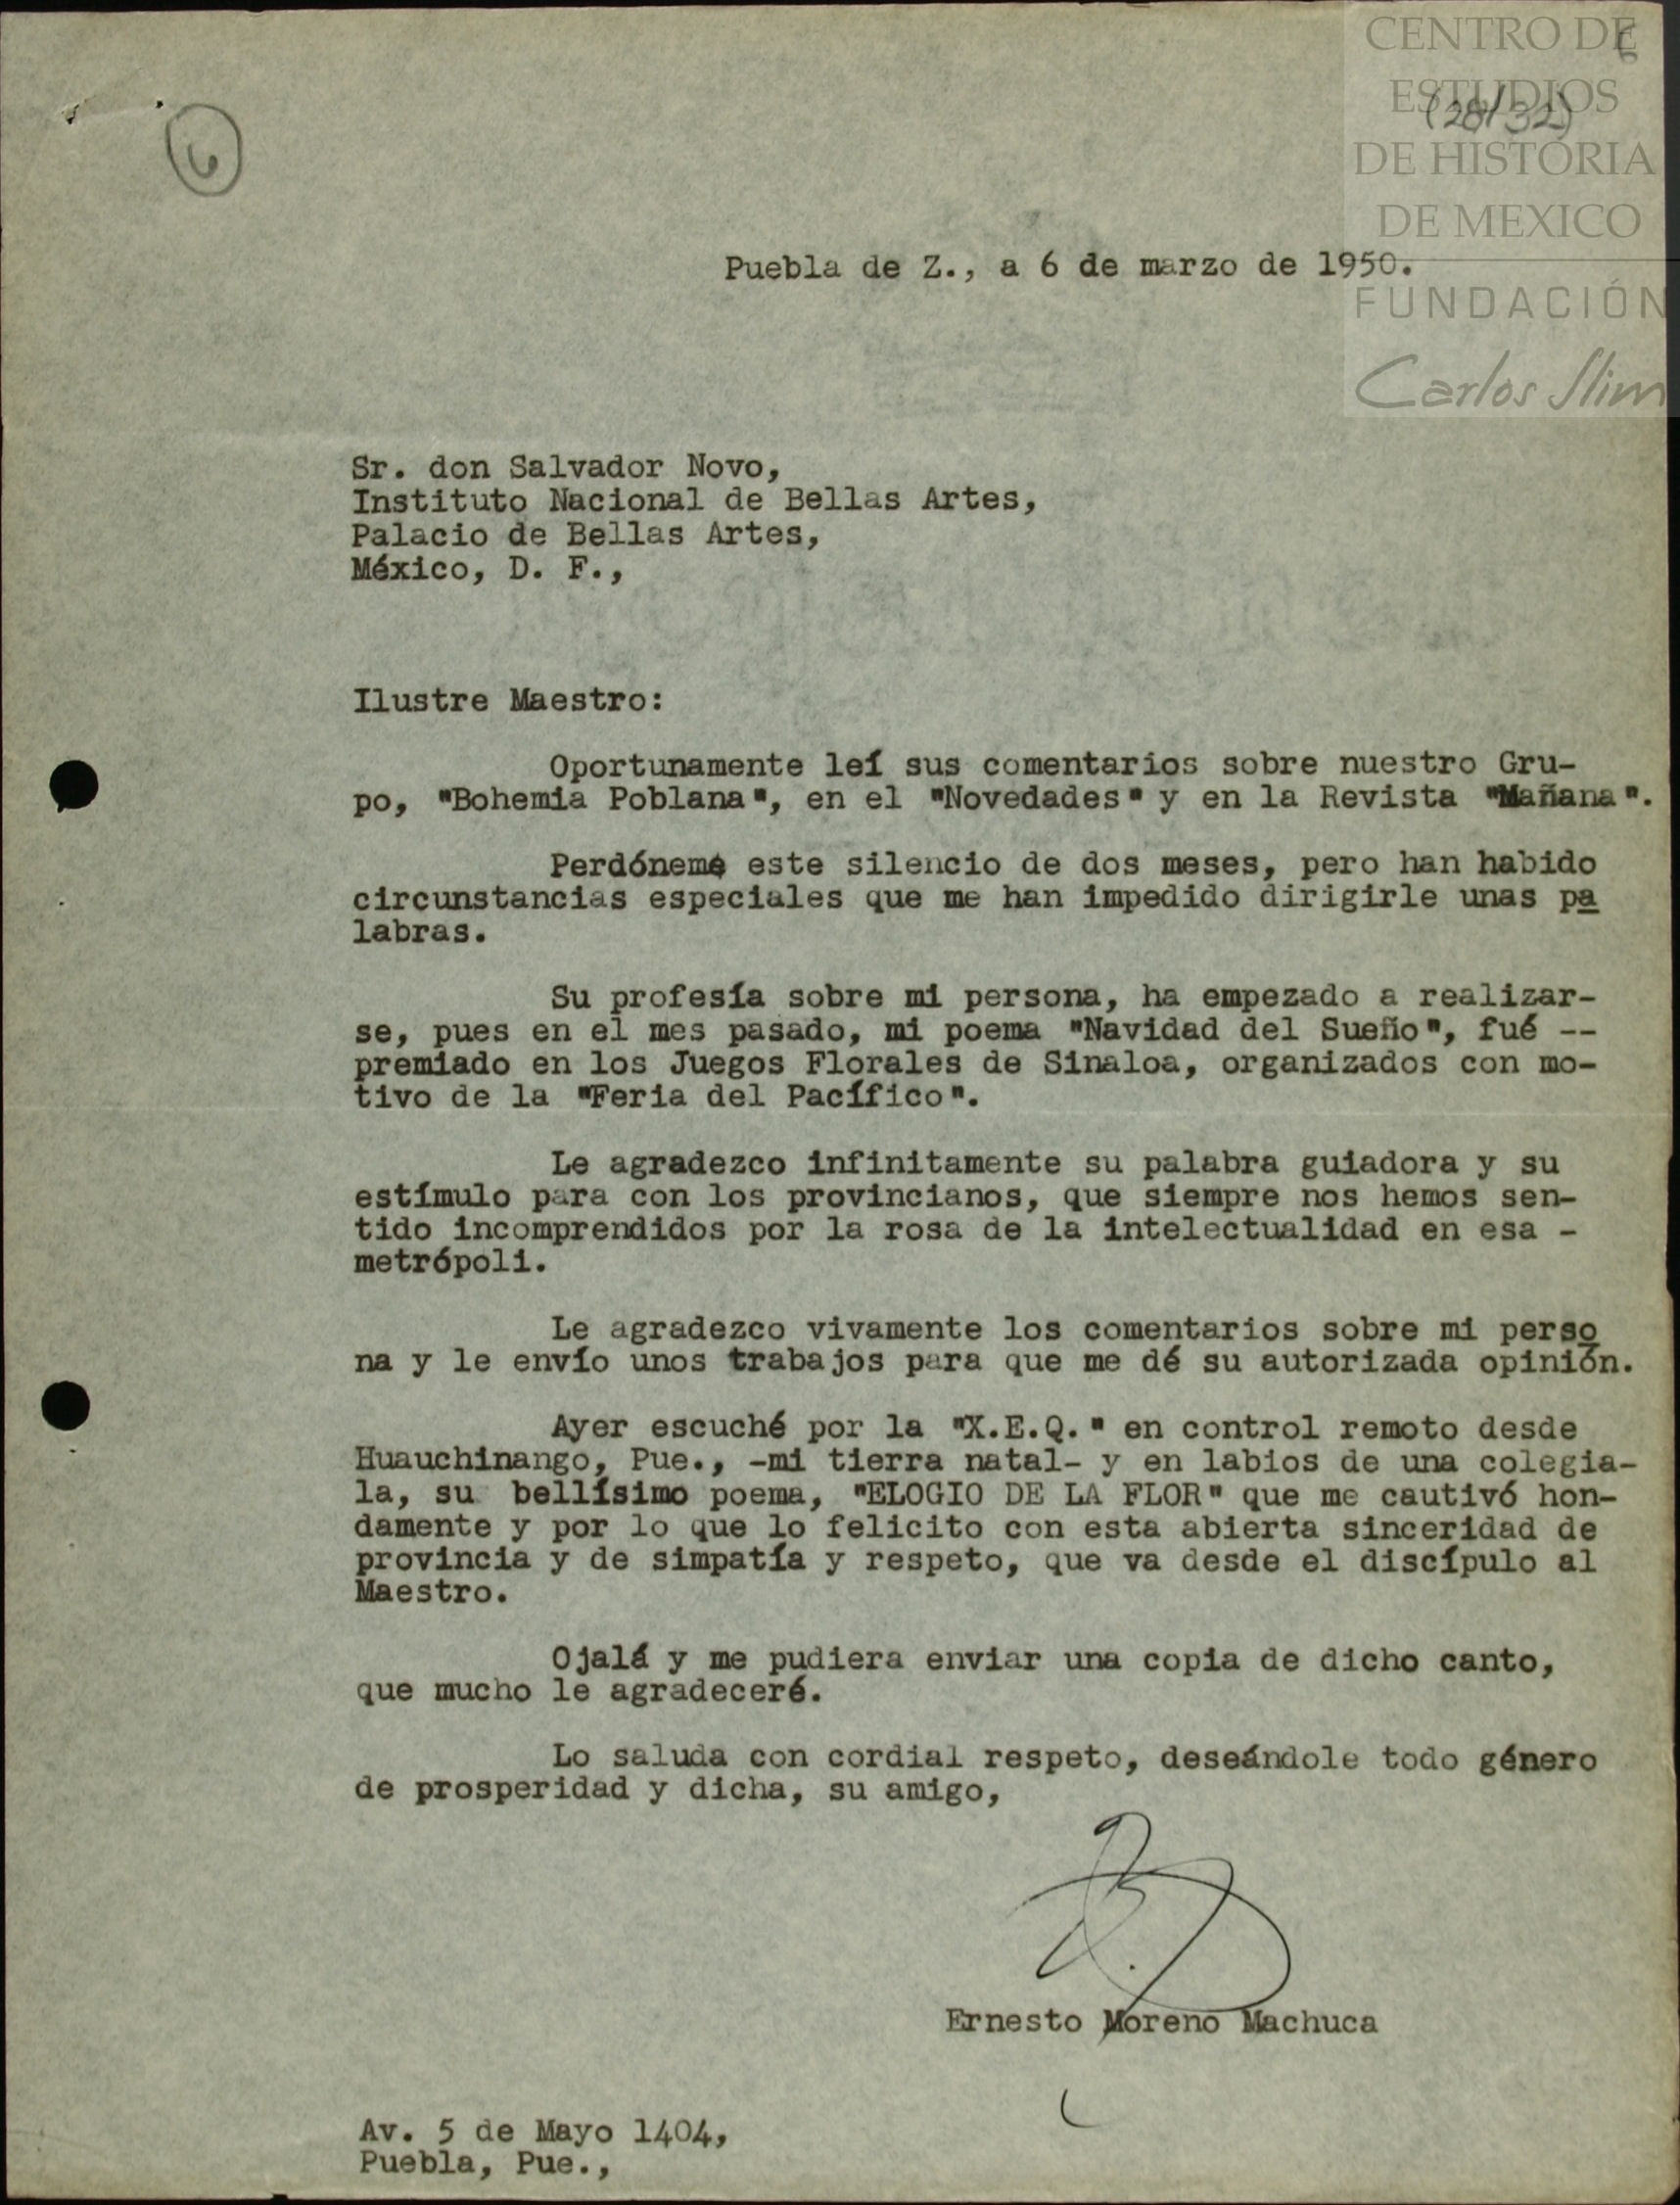 CENTRO DE
ESTUDIOS
DE HISTORIA
DE MEXICO
FUNDACIÓN
Carlos Slim
6
(28/32)
6
Puebla de Z., a 6 de marzo de 1950.
Sr. don Salvador Novo,
Instituto Nacional de Bellas Artes,
Palacio de Bellas Artes,
México, D. F.,
Ilustre Maestro:
Oportunamente leí sus comentarios sobre nuestro Gru-
po, "Bohemia Poblana", en el "Novedades" y en la Revista "Mañana".
Perdóneme este silencio de dos meses, pero han habido
circunstancias especiales que me han impedido dirigirle unas pa
labras.
Su profesía sobre mi persona, ha empezado a realizar-
se, pues en el mes pasado, mi poema "Navidad del Sueño", fué --
premiado en los Juegos Florales de Sinaloa, organizados con mo-
tivo de la "Feria del Pacífico".
Le agradezco infinitamente su palabra guiadora y su
estímulo para con los provincianos, que siempre nos hemos sen-
tido incomprendidos por la rosa de la intelectualidad en esa -
metrópoli.
Le agradezco vivamente los comentarios sobre mi perso
na y le envío unos trabajos para que me dé su autorizada opinión.
Ayer escuché por la "X.E.Q." en control remoto desde
Huauchinango, Pue., -mi tierra natal- y en labios de una colegia-
la, su bellísimo poema, "ELOGIO DE LA FLOR" que me cautivó hon-
damente y por lo que lo felicito con esta abierta sinceridad de
provincia y de simpatía y respeto, que va desde el discípulo al
Maestro.
Ojalá y me pudiera enviar una copia de dicho canto,
que mucho le agradeceré.
Lo saluda con cordial respeto, deseándole todo género
de prosperidad y dicha, su amigo,
Ernesto Moreno Machuca
Av. 5 de Mayo 1404,
Puebla, Pue.,